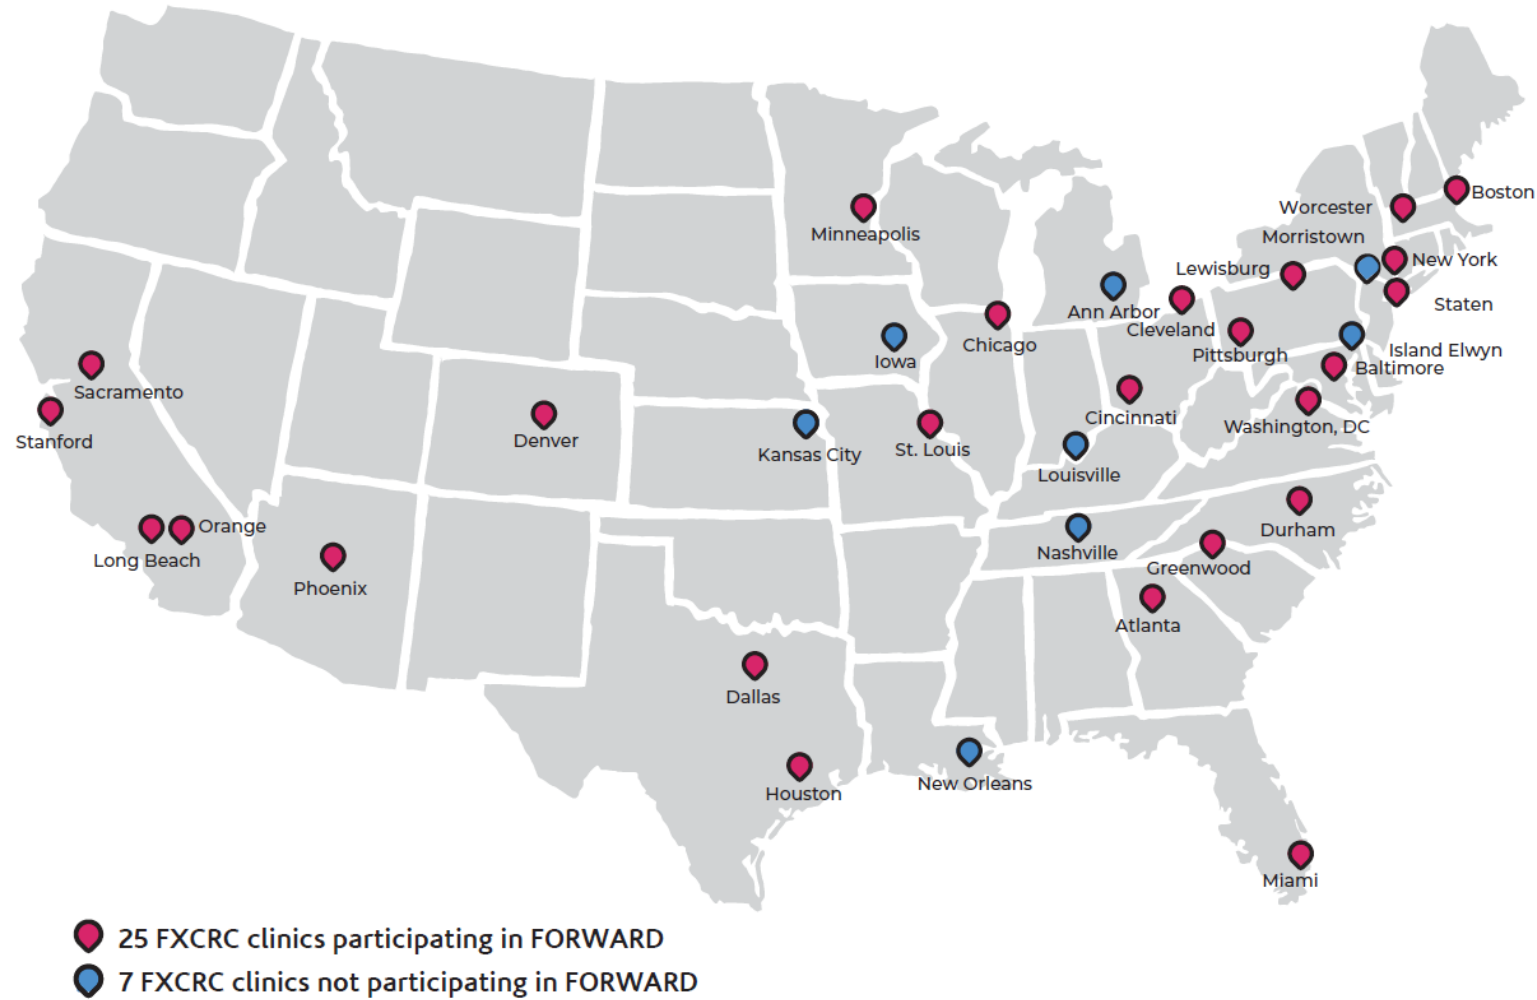 Boston
Worcester
Minneapolis
Morristown
New York
Lewisburg
Staten
Ann Arbor
Cleveland
Chicago
Iowa
Pittsburgh
Island Elwyn
Baltimore
Sacramento
Cincinnati
Washington, DC
Stanford
Denver
St. Louis
Kansas City
Louisville
Orange
Durham
Nashville
Long Beach
Greenwood
Phoenix
Atlanta
Dallas
New Orleans
Houston
Miami
25 FXCRC clinics participating in FORWARD
7 FXCRC clinics not participating in FORWARD